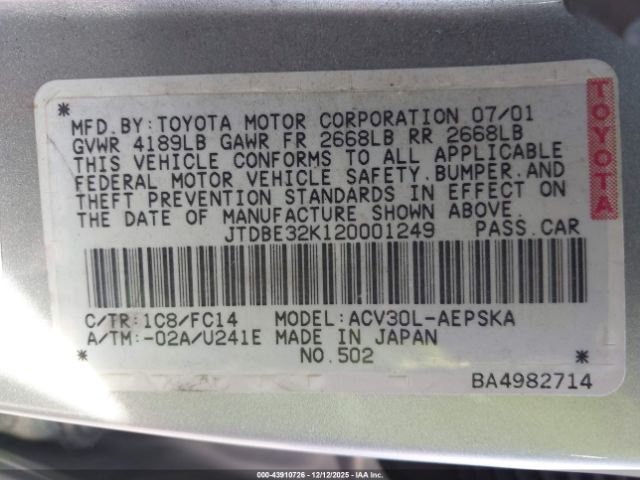 MFD.BY:TOYOTA MOTOR CORPORATION 07/01
GVWR 4189LB GAWR FR 2668LB RR 2668LB
THIS VEHICLE CONFORMS TO ALL APPLICABLE
FEDERAL MOTOR VEHICLE SAFETY.BUMPER.AND
THEFT PREVENTION STANDARDS IN EFFECT ON
THE DATE OF MANUFACTURE SHOWN ABOVE.
JTDBE32K120001249 PASS.CAR
TOYOTA
C/TR:1C8/FC14 MODEL:ACV30L-AEPSKA
A/TM:-02A/U241E MADE IN JAPAN
* NO.502 *
BA4982714
000-43910726 - 12/12/2025 - IAAcanada.ca